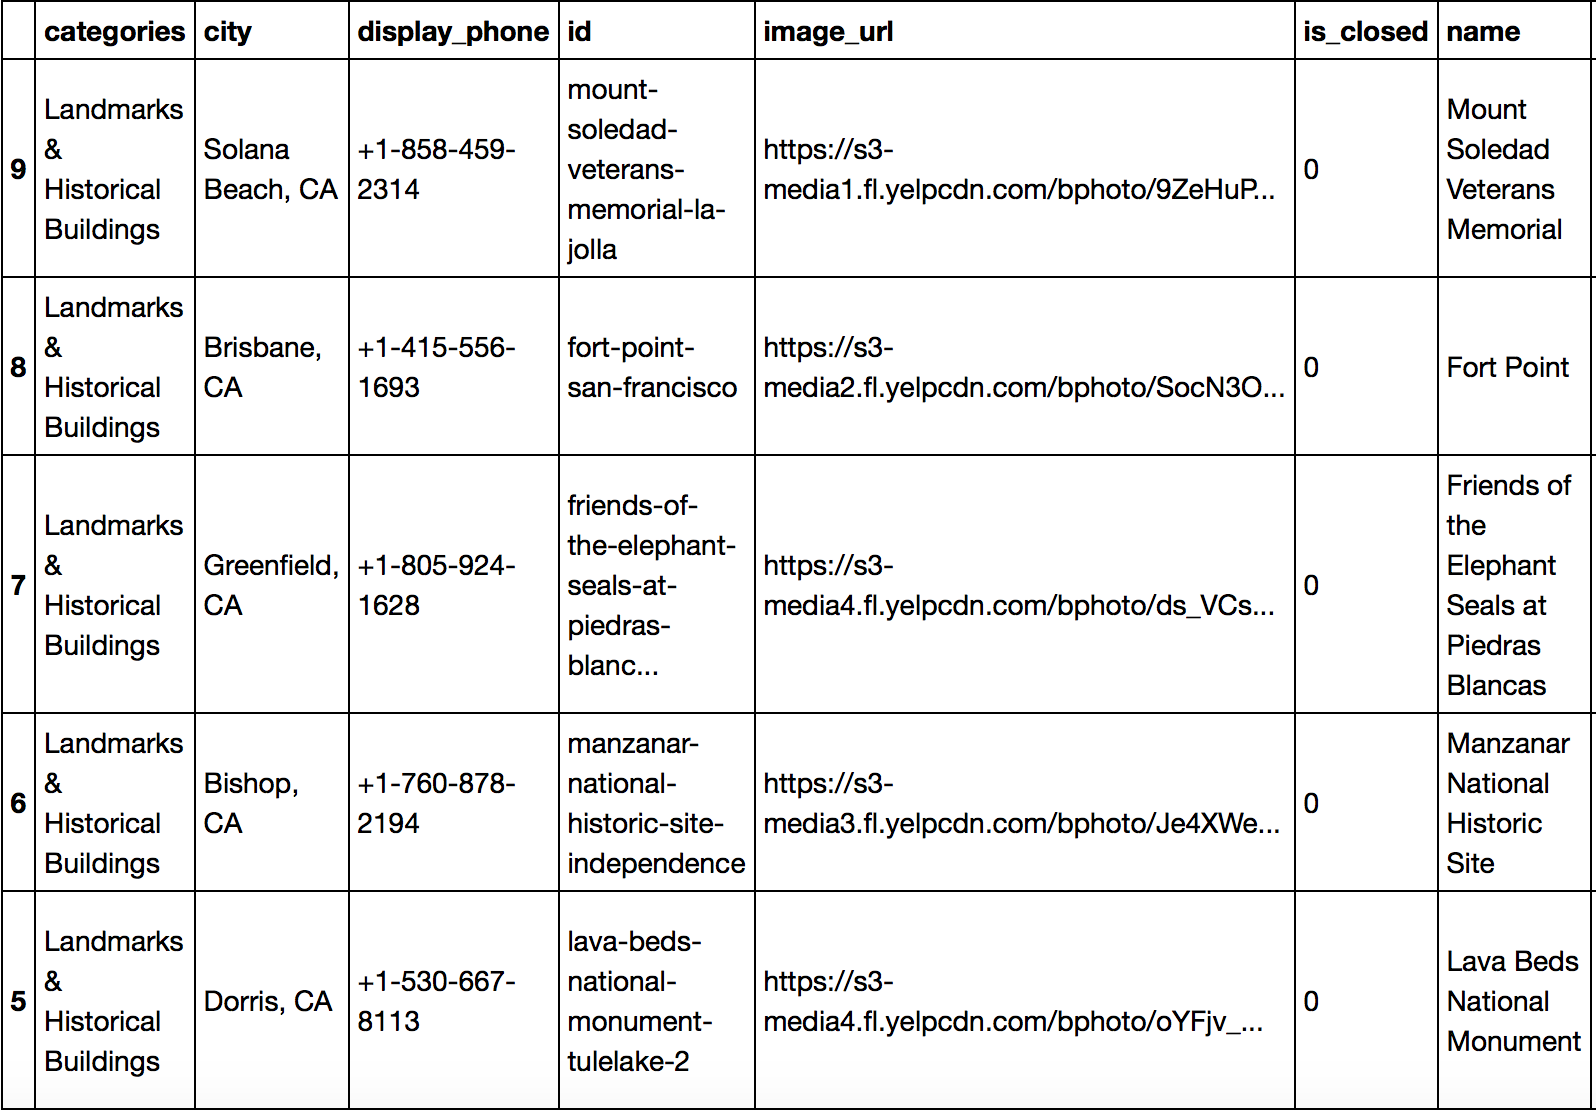 categories city display_phone id image_url is_closed name
9 Landmarks & Historical Buildings Solana Beach, CA +1-858-459-2314 mount-soledad-veterans-memorial-la-jolla https://s3-media1.fl.yelpcdn.com/bphoto/9ZeHuP... 0 Mount Soledad Veterans Memorial
8 Landmarks & Historical Buildings Brisbane, CA +1-415-556-1693 fort-point-san-francisco https://s3-media2.fl.yelpcdn.com/bphoto/SocN3O... 0 Fort Point
7 Landmarks & Historical Buildings Greenfield, CA +1-805-924-1628 friends-of-the-elephant-seals-at-piedras-blanc... https://s3-media4.fl.yelpcdn.com/bphoto/ds_VCs... 0 Friends of the Elephant Seals at Piedras Blancas
6 Landmarks & Historical Buildings Bishop, CA +1-760-878-2194 manzanar-national-historic-site-independence https://s3-media3.fl.yelpcdn.com/bphoto/Je4XWe... 0 Manzanar National Historic Site
5 Landmarks & Historical Buildings Dorris, CA +1-530-667-8113 lava-beds-national-monument-tulelake-2 https://s3-media4.fl.yelpcdn.com/bphoto/oYFjv_... 0 Lava Beds National Monument